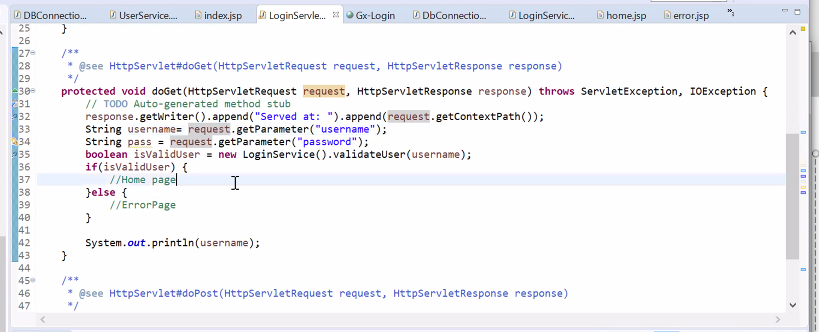 DBConnectio... UserService.... index.jsp LoginServle... Gx-Login DbConnectio... LoginServic... home.jsp error.jsp
25 }
26
27 /**
28 * @see HttpServlet#doGet(HttpServletRequest request, HttpServletResponse response)
29 */
30 protected void doGet(HttpServletRequest request, HttpServletResponse response) throws ServletException, IOException {
31 // TODO Auto-generated method stub
32 response.getWriter().append("Served at: ").append(request.getContextPath());
33 String username= request.getParameter("username");
34 String pass = request.getParameter("password");
35 boolean isValidUser = new LoginService().validateUser(username);
36 if(isValidUser) {
37 //Home page
38 }else {
39 //ErrorPage
40 }
41
42 System.out.println(username);
43 }
44
45 /**
46 * @see HttpServlet#doPost(HttpServletRequest request, HttpServletResponse response)
47 */